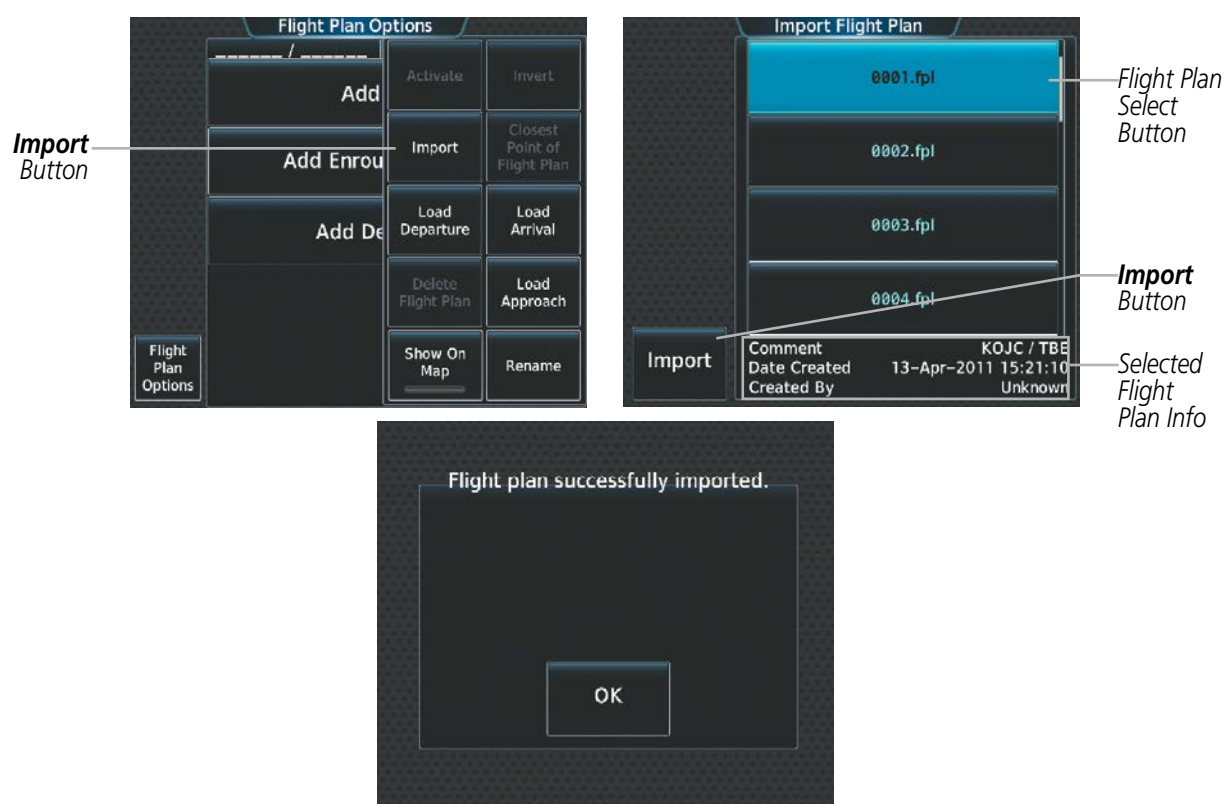 Flight Plan Options
______ / ______
Add
Add Enrou
Add De
Activate
Invert
Import
Closest
Point of
Flight Plan
Load
Departure
Load
Arrival
Delete
Flight Plan
Load
Approach
Show On
Map
Rename
Flight
Plan
Options
Import
Button
Import Flight Plan
0001.fpl
0002.fpl
0003.fpl
0004.fpl
Import
Comment KOJC / TBE
Date Created 13-Apr-2011 15:21:10
Created By Unknown
Flight Plan
Select
Button
Import
Button
Selected
Flight
Plan Info
Flight plan successfully imported.
OK